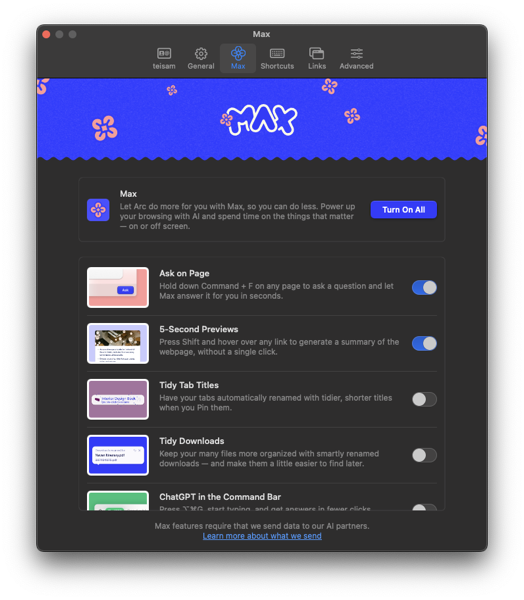 Max
teisam
General
Max
Shortcuts
Links
Advanced
MAX
Max
Let Arc do more for you with Max, so you can do less. Power up
your browsing with AI and spend time on the things that matter
— on or off screen.
Turn On All
Ask on Page
Hold down Command + F on any page to ask a question and let
Max answer it for you in seconds.
Ask
5-Second Previews
Press Shift and hover over any link to generate a summary of the
webpage, without a single click.
Tidy Tab Titles
Have your tabs automatically renamed with tidier, shorter titles
when you Pin them.
Tidy Downloads
Keep your many files more organized with smartly renamed
downloads — and make them a little easier to find later.
ChatGPT in the Command Bar
Press ⌥⌘G, start typing, and get answers in fewer clicks.
Max features require that we send data to our AI partners.
Learn more about what we send